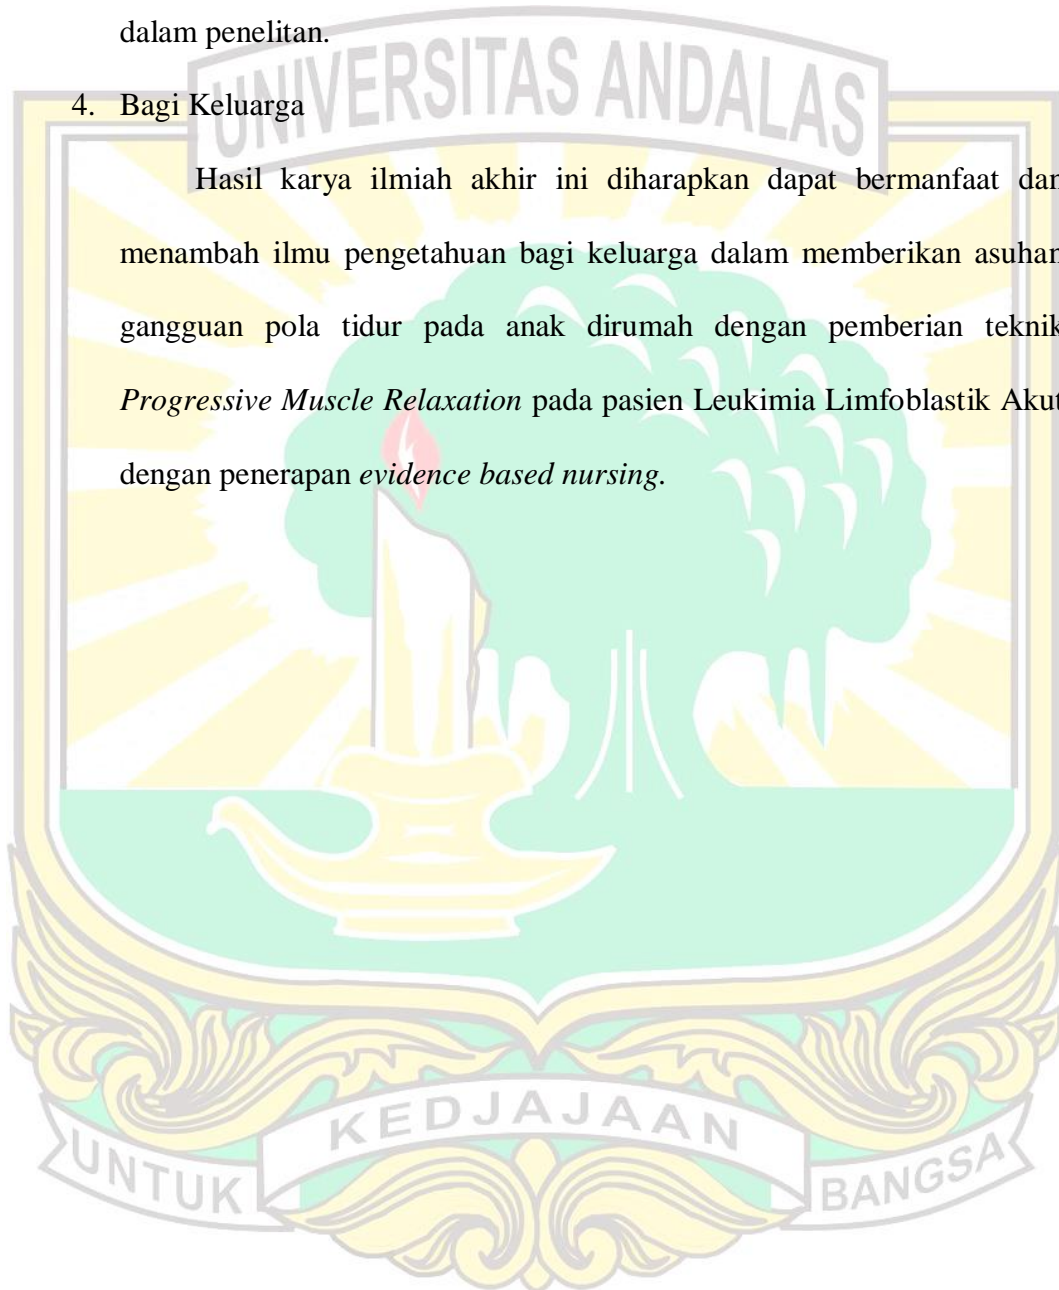 dalam penelitan.
UNIVERSITAS ANDALAS
4. Bagi Keluarga
Hasil karya ilmiah akhir ini diharapkan dapat bermanfaat dan
menambah ilmu pengetahuan bagi keluarga dalam memberikan asuhan
gangguan pola tidur pada anak dirumah dengan pemberian teknik
Progressive Muscle Relaxation pada pasien Leukimia Limfoblastik Akut
dengan penerapan evidence based nursing.
UNTUK KEDJAJAAN BANGSA